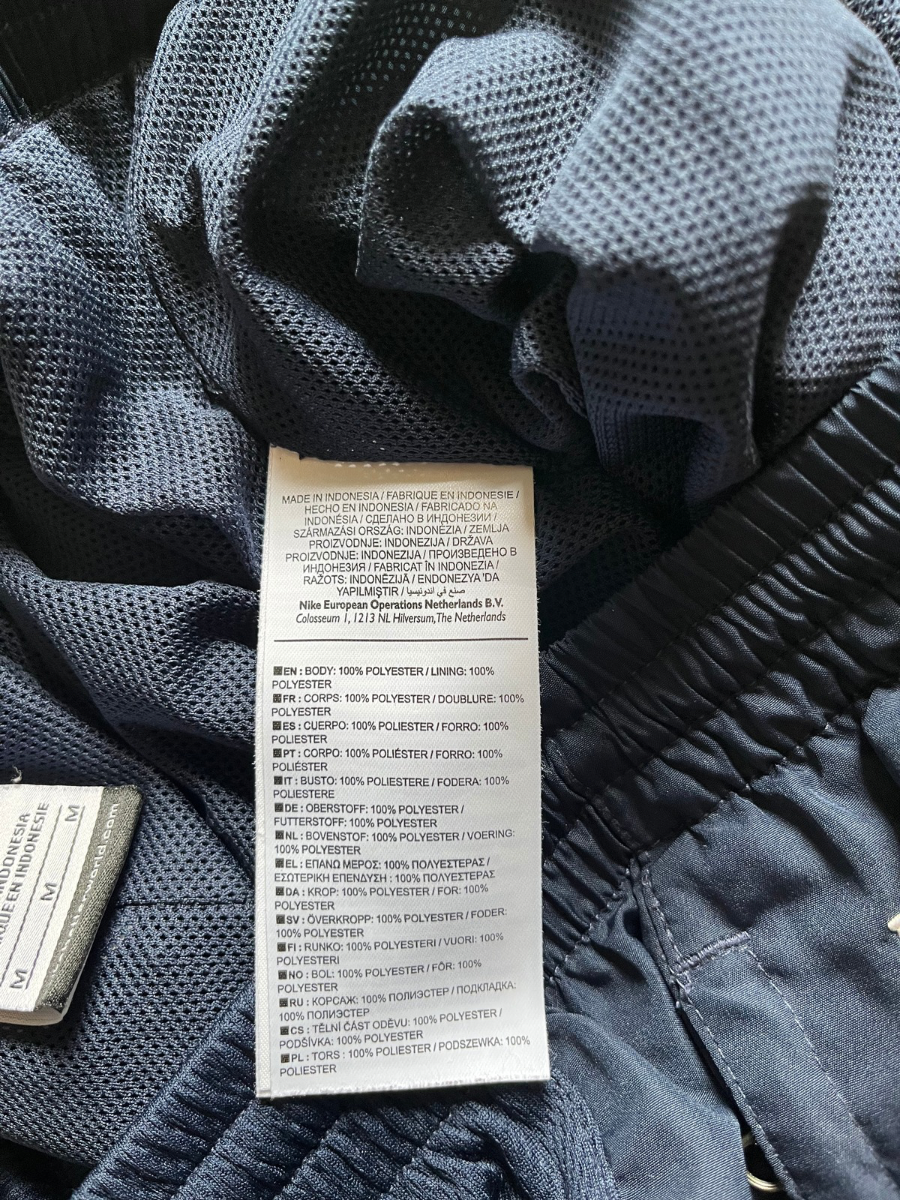 MADE IN INDONESIA / FABRIQUE EN INDONESIE /
HECHO EN INDONESIA / FABRICADO NA
INDONÉSIA / СДЕЛАНО В ИНДОНЕЗИИ /
SZÁRMAZÁSI ORSZÁG: INDONÉZIA / ZEMLJA
PROIZVODNJE: INDONEZIJA / DRŽAVA
PROIZVODNJE: INDONEZIJA / ПРОИЗВЕДЕНО В
ИНДОНЕЗИЯ / FABRICAT ÎN INDONEZIA /
RAŽOTS: INDONĒZIJĀ / ENDONEZYA'DA
YAPILMIŞTIR / صنع في اندونيسيا
Nike European Operations Netherlands B.V.
Colosseum 1, 1213 NL Hilversum, The Netherlands
EN : BODY: 100% POLYESTER / LINING: 100%
POLYESTER
FR : CORPS: 100% POLYESTER / DOUBLURE: 100%
POLYESTER
ES : CUERPO: 100% POLIESTER / FORRO: 100%
POLIESTER
PT : CORPO: 100% POLIÉSTER / FORRO: 100%
POLIÉSTER
IT : BUSTO: 100% POLIESTERE / FODERA: 100%
POLIESTERE
DE : OBERSTOFF: 100% POLYESTER /
FUTTERSTOFF: 100% POLYESTER
NL : BOVENSTOF: 100% POLYESTER / VOERING:
100% POLYESTER
EL : ΕΠΑΝΩ ΜΕΡΟΣ: 100% ΠΟΛΥΕΣΤΕΡΑΣ /
ΕΣΩΤΕΡΙΚΗ ΕΠΕΝΔΥΣΗ : 100% ΠΟΛΥΕΣΤΕΡΑΣ
DA : KROP: 100% POLYESTER / FOR: 100%
POLYESTER
SV : ÖVERKROPP: 100% POLYESTER / FODER:
100% POLYESTER
FI : RUNKO: 100% POLYESTERI / VUORI: 100%
POLYESTERI
NO : BOL: 100% POLYESTER / FÔR: 100%
POLYESTER
RU : КОРСАЖ: 100% ПОЛИЭСТЕР / ПОДКЛАДКА:
100% ПОЛИЭСТЕР
CS : TĚLNÍ ČÁST ODĚVU: 100% POLYESTER /
PODŠÍVKA: 100% POLYESTER
PL : TORS : 100% POLIESTER / PODSZEWKA: 100%
POLIESTER
EN INDONESIE
M
M
M